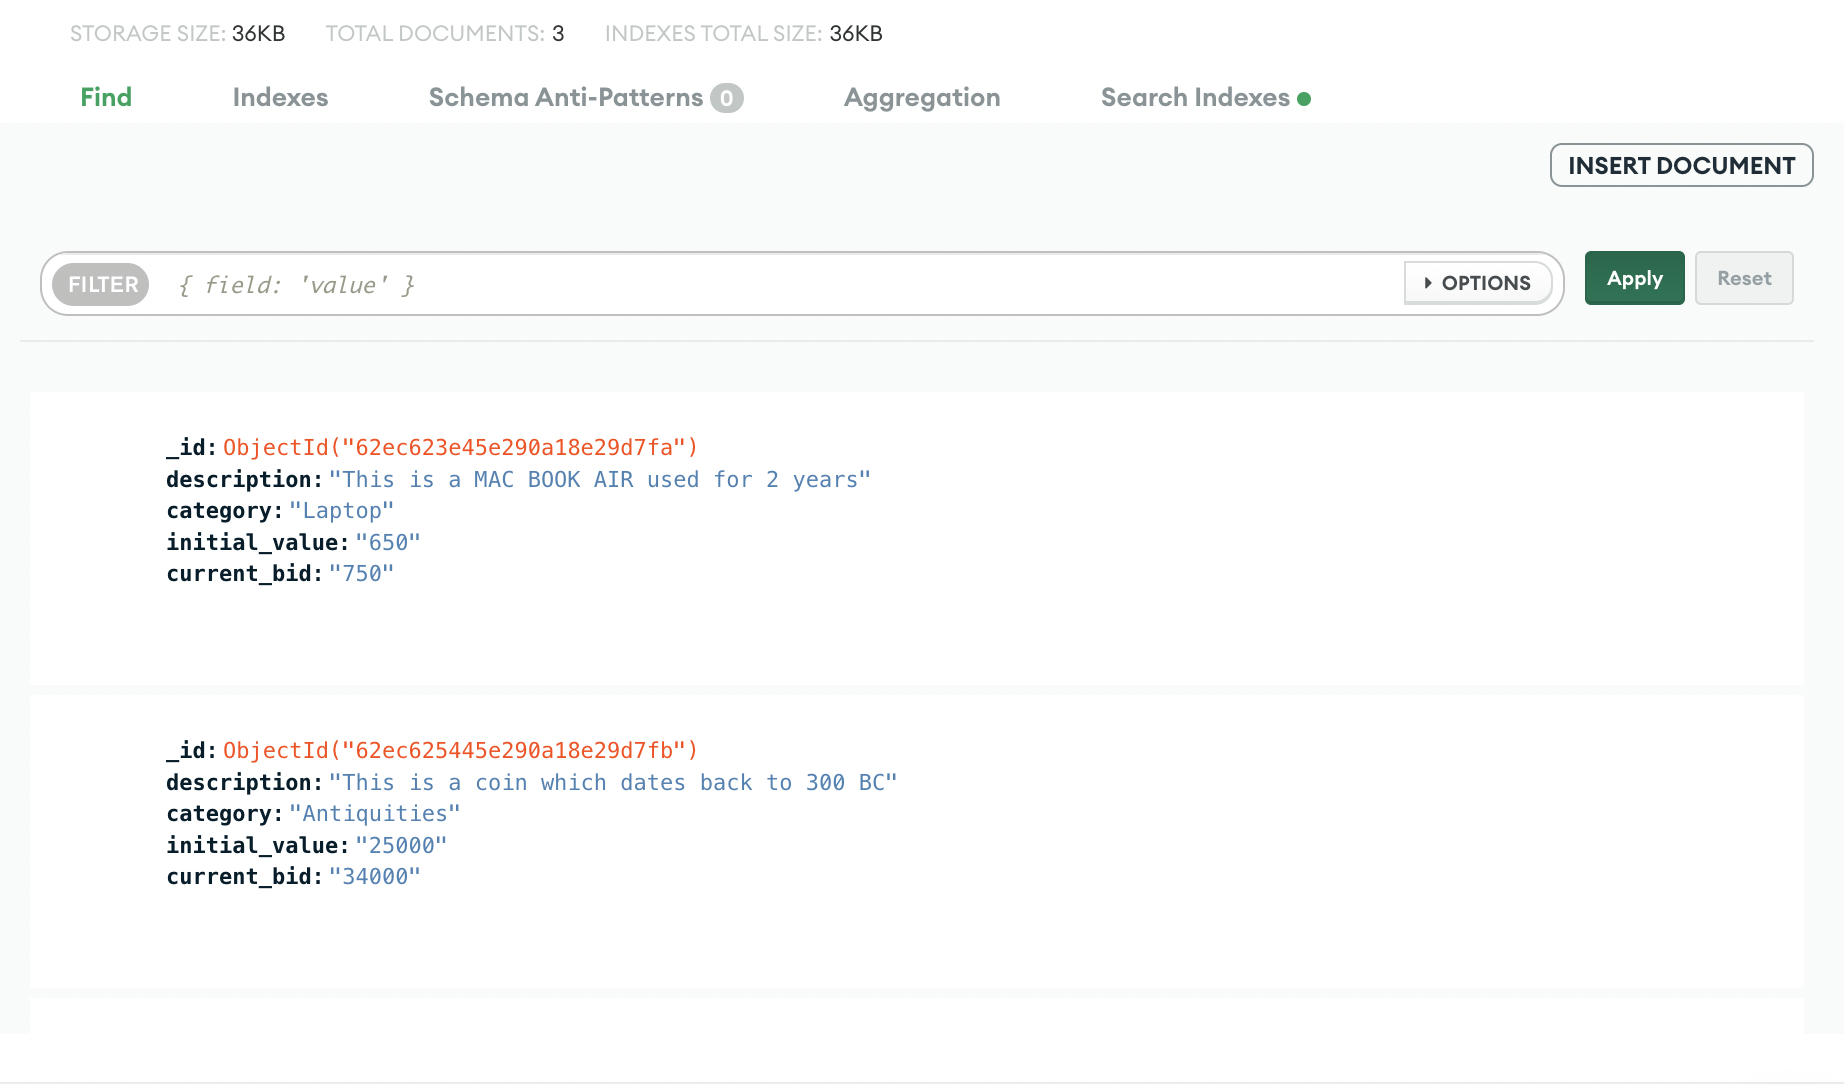 STORAGE SIZE: 36KB TOTAL DOCUMENTS: 3 INDEXES TOTAL SIZE: 36KB
Find Indexes Schema Anti-Patterns 0 Aggregation Search Indexes
INSERT DOCUMENT
FILTER { field: 'value' } OPTIONS Apply Reset
_id: ObjectId("62ec623e45e290a18e29d7fa")
description: "This is a MAC BOOK AIR used for 2 years"
category: "Laptop"
initial_value: "650"
current_bid: "750"
_id: ObjectId("62ec625445e290a18e29d7fb")
description: "This is a coin which dates back to 300 BC"
category: "Antiquities"
initial_value: "25000"
current_bid: "34000"